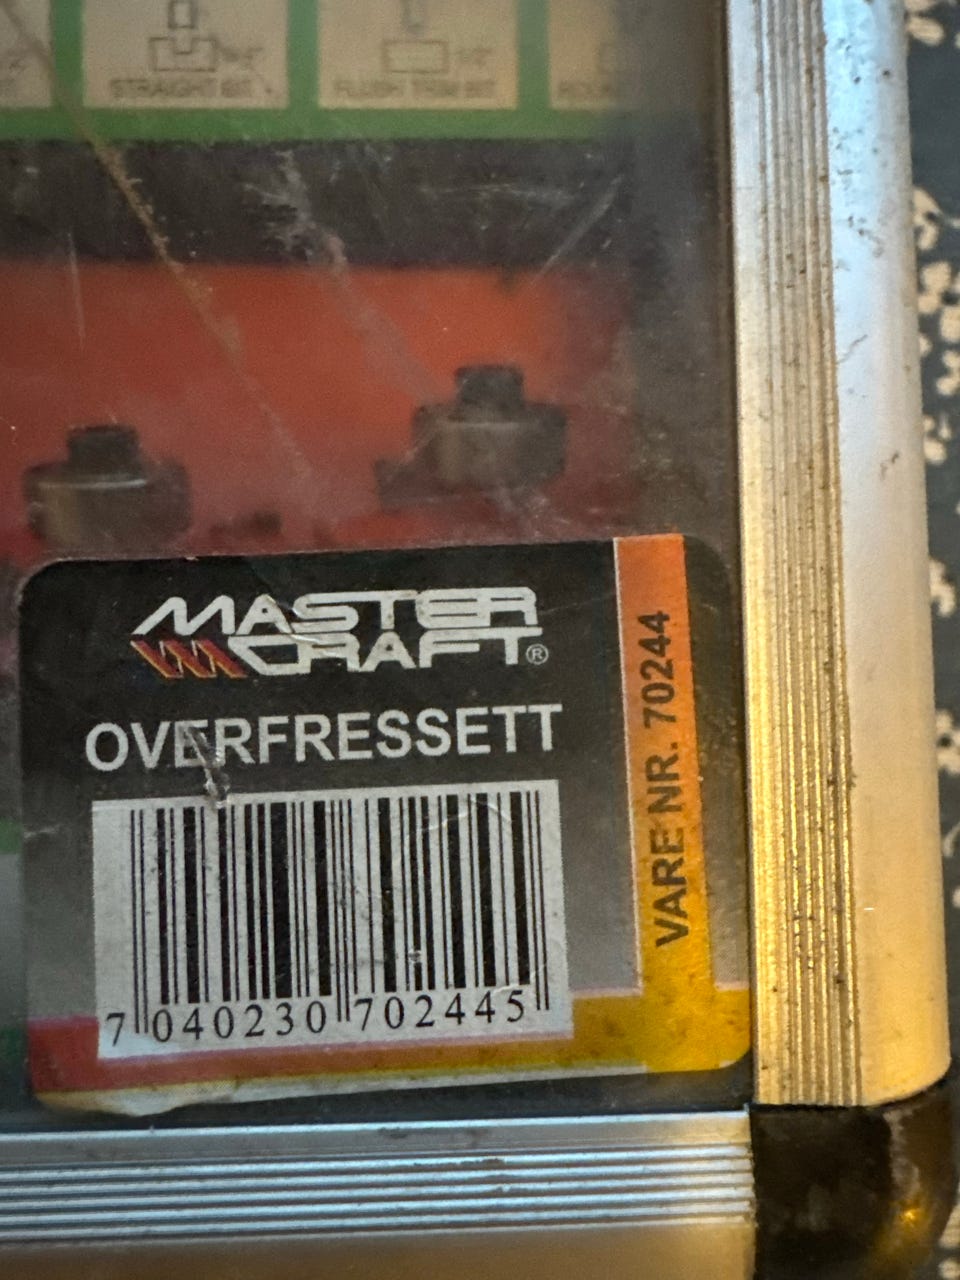 STRAIGHT BIT
FLUSH TRIM BIT
MASTER
CRAFT®
OVERFRESSETT
VARE NR. 70244
7 040230 702445